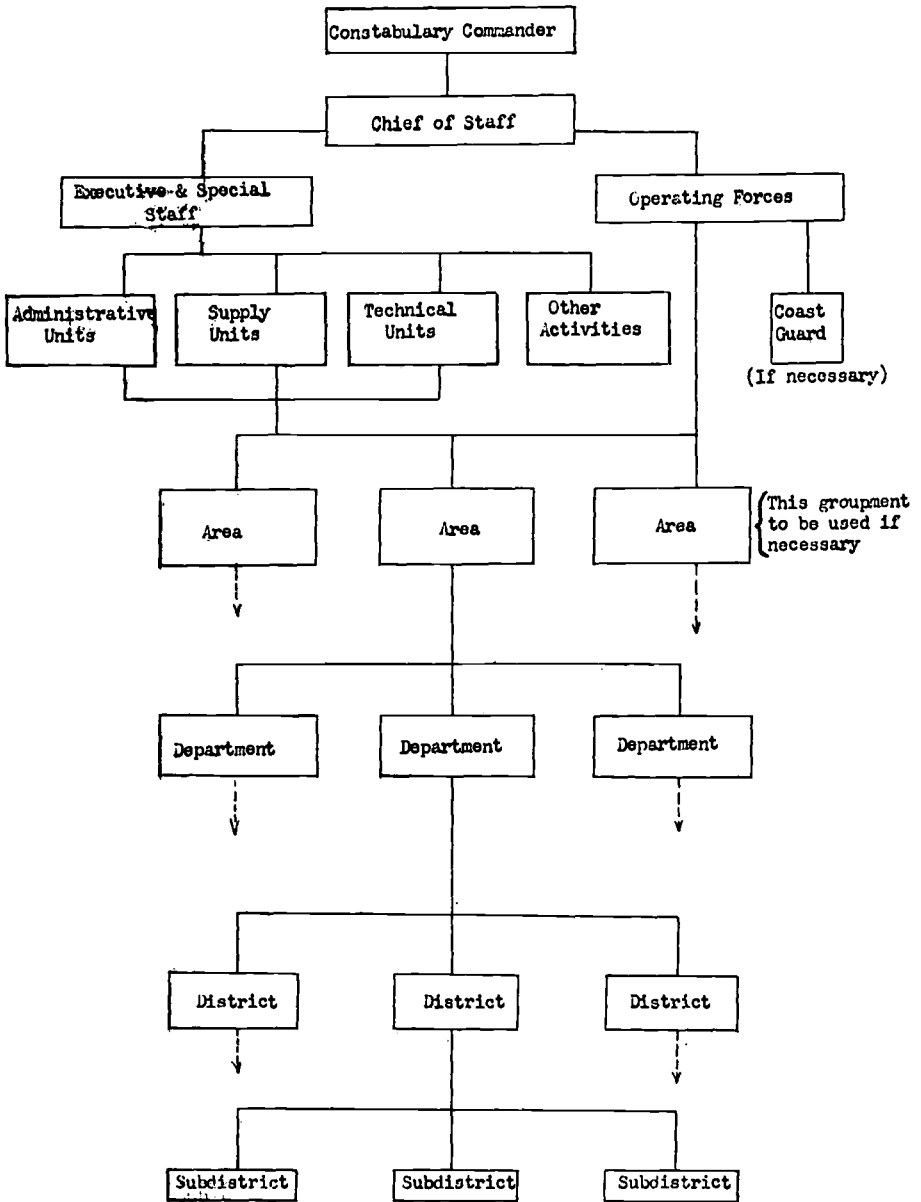 Constabulary Commander
Chief of Staff
Executive & Special
Staff
Operating Forces
Administrative
Units
Supply
Units
Technical
Units
Other
Activities
Coast
Guard
(If necessary)
Area
Area
Area
This groupment
to be used if
necessary
Department
Department
Department
District
District
District
Subdistrict
Subdistrict
Subdistrict